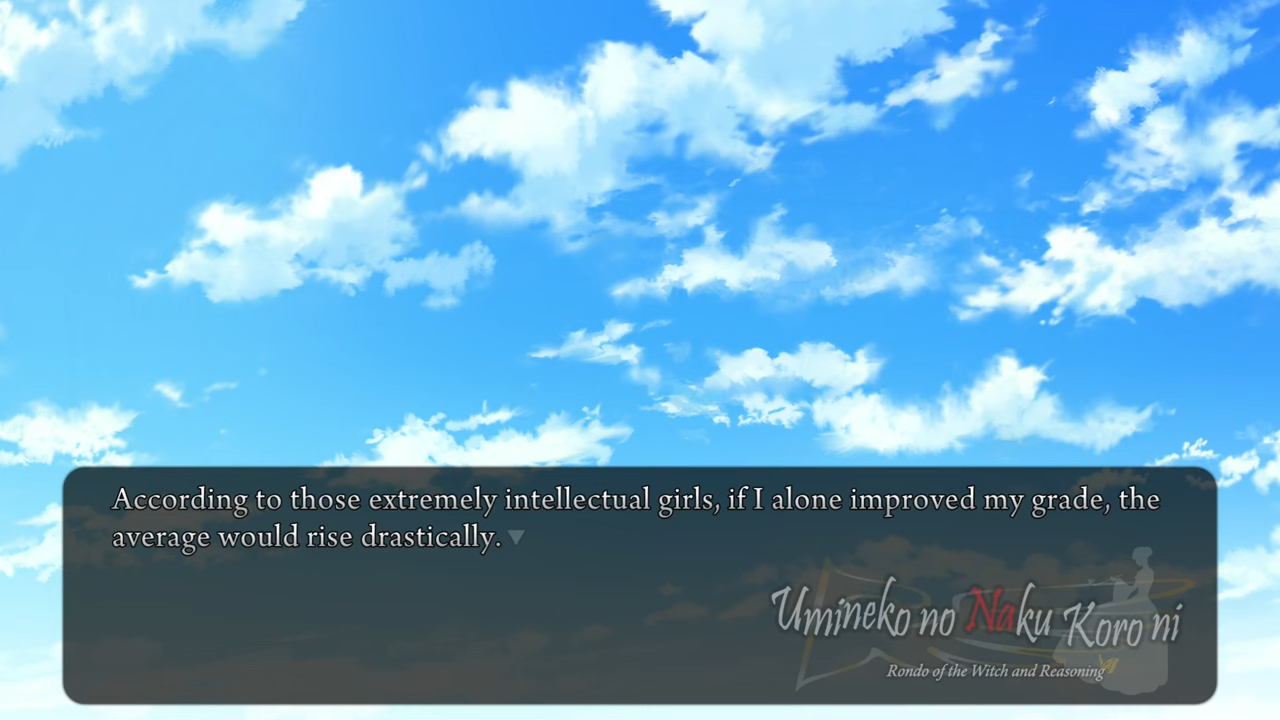 According to those extremely intellectual girls, if I alone improved my grade, the
average would rise drastically.
Umineko no Naku Koro ni
Rondo of the Witch and Reasoning